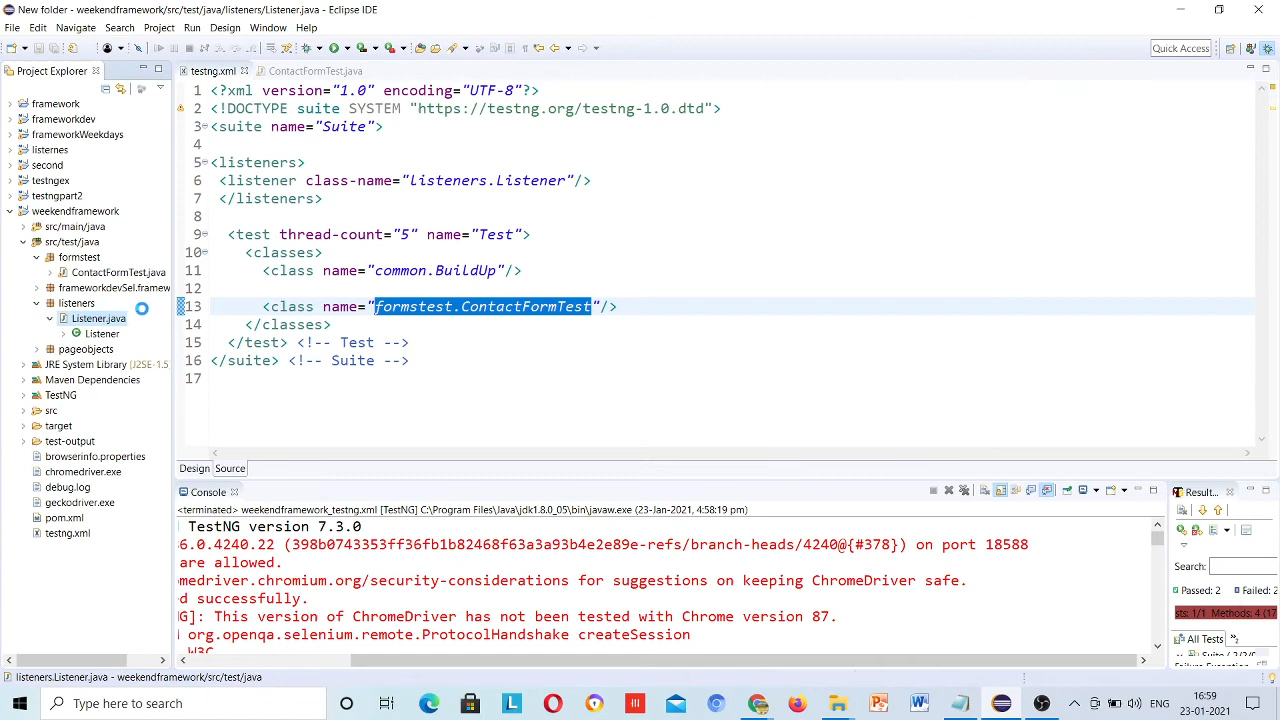 New folder - weekendframework/src/test/java/listeners/Listener.java - Eclipse IDE
File Edit Navigate Search Project Run Design Window Help
Quick Access
Project Explorer
testng.xml
ContactFormTest.java
framework
frameworkdev
frameworkWeekdays
listernes
second
testngex
testngpart2
weekendframework
src/main/java
src/test/java
formstest
ContactFormTest.java
frameworkdevSel.framew
listeners
Listener.java
Listener
pageobjects
JRE System Library [J2SE-1.5]
Maven Dependencies
TestNG
src
target
test-output
browserinfo.properties
chromedriver.exe
debug.log
geckodriver.exe
pom.xml
testng.xml
1 <?xml version="1.0" encoding="UTF-8"?>
2 <!DOCTYPE suite SYSTEM "https://testng.org/testng-1.0.dtd">
3 <suite name="Suite">
4
5 <listeners>
6 <listener class-name="listeners.Listener"/>
7 </listeners>
8
9 <test thread-count="5" name="Test">
10 <classes>
11 <class name="common.BuildUp"/>
12
13 <class name="formstest.ContactFormTest"/>
14 </classes>
15 </test> <!-- Test -->
16 </suite> <!-- Suite -->
17
Design Source
Console
<terminated> weekendframework_testng.xml [TestNG] C:\Program Files\Java\jdk1.8.0_05\bin\javaw.exe (23-Jan-2021, 4:58:19 pm)
TestNG version 7.3.0
6.0.4240.22 (398b0743353ff36fb1b82468f63a3a93b4e2e89e-refs/branch-heads/4240@{#378}) on port 18588
are allowed.
medriver.chromium.org/security-considerations for suggestions on keeping ChromeDriver safe.
d successfully.
G]: This version of ChromeDriver has not been tested with Chrome version 87.
M org.openqa.selenium.remote.ProtocolHandshake createSession
W3C
Result...
Search:
Passed: 2 Failed: 2
sts: 1/1 Methods: 4 (17
All Tests
Failure Exception
listeners.Listener.java - weekendframework/src/test/java
Type here to search
ENG
16:59
23-01-2021